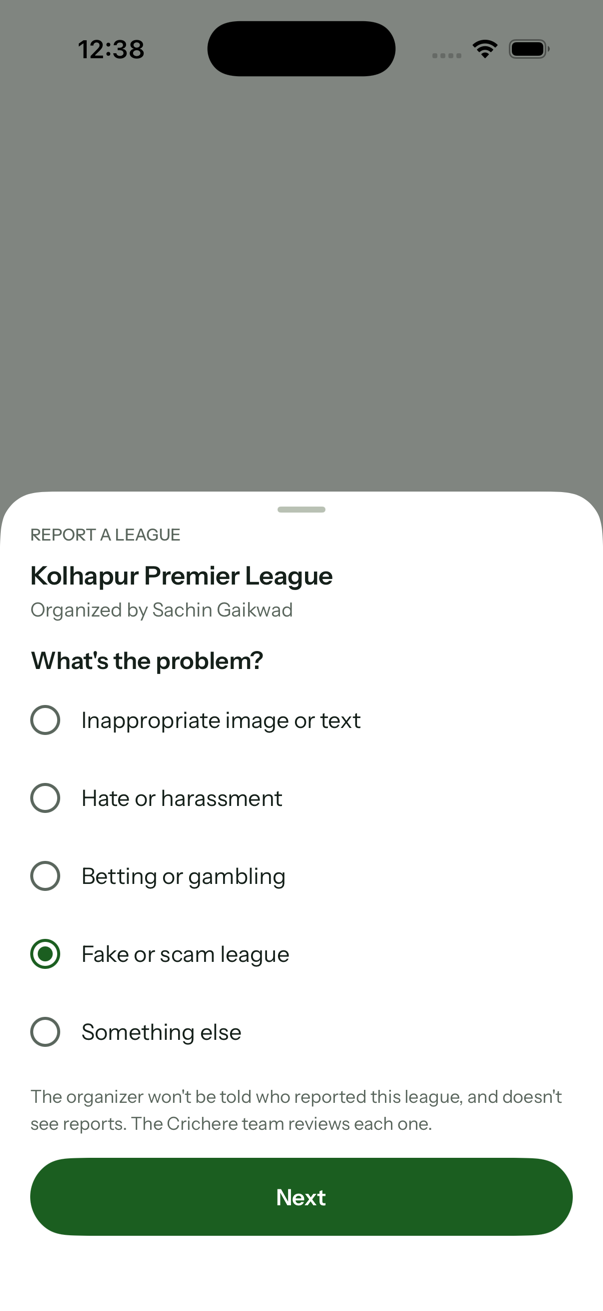 12:38
REPORT A LEAGUE
Kolhapur Premier League
Organized by Sachin Gaikwad
What's the problem?
Inappropriate image or text
Hate or harassment
Betting or gambling
Fake or scam league
Something else
The organizer won't be told who reported this league, and doesn't
see reports. The Crichere team reviews each one.
Next